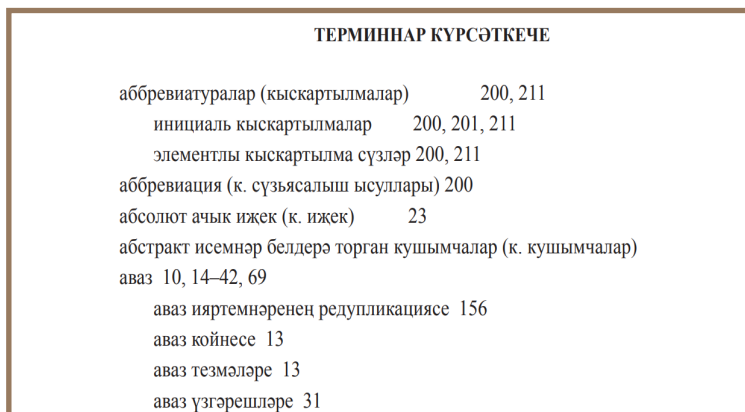 ТЕРМИННАР КҮРСӘТКЕЧЕ
аббревиатуралар (кыскартылмалар) 200, 211
инициаль кыскартылмалар 200, 201, 211
элементлы кыскартылма сүзләр 200, 211
аббревиация (к. сүзьясалыш ысуллары) 200
абсолют ачык иҗек (к. иҗек) 23
абстракт исемнәр белдерә торган кушымчалар (к. кушымчалар)
аваз 10, 14–42, 69
аваз ияртемнәренең редупликациясе 156
аваз койнесе 13
аваз тезмәләре 13
аваз үзгәрешләре 31